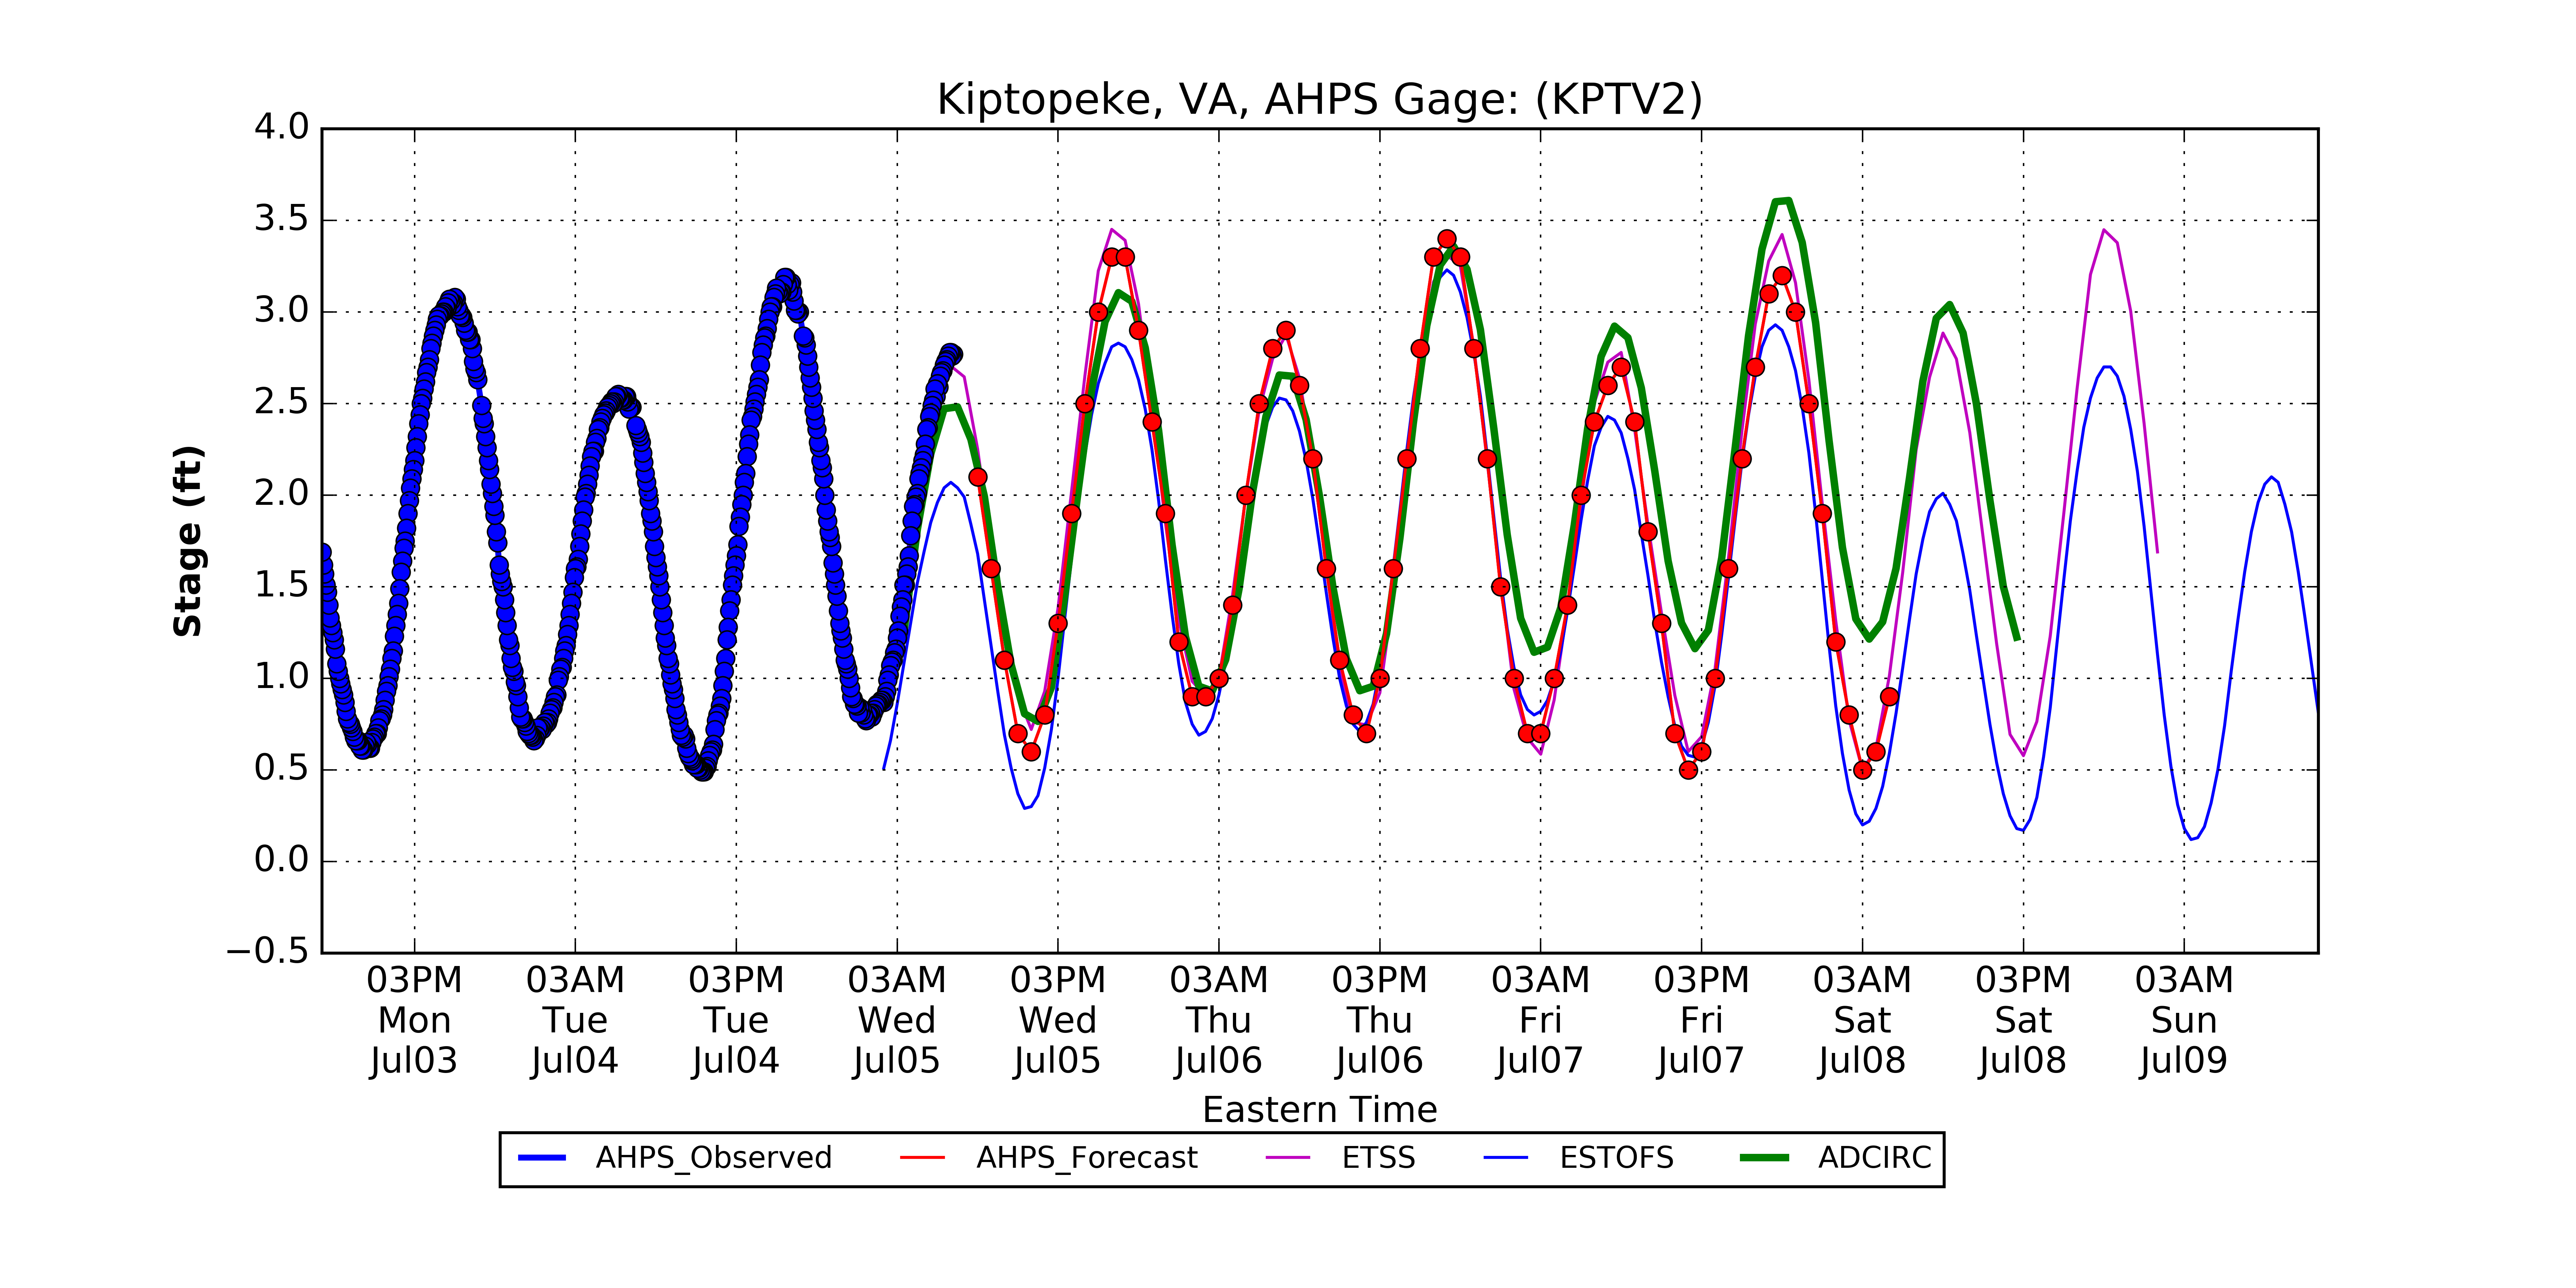 Kiptopeke, VA, AHPS Gage: (KPTV2)
4.0
3.5
3.0
2.5
2.0
1.5
1.0
0.5
0.0
−0.5
Stage (ft)
03PM 03AM 03PM 03AM 03PM 03AM 03PM 03AM 03PM 03AM 03PM 03AM
Mon Tue Tue Wed Wed Thu Thu Fri Fri Sat Sat Sun
Jul03 Jul04 Jul04 Jul05 Jul05 Jul06 Jul06 Jul07 Jul07 Jul08 Jul08 Jul09
Eastern Time
AHPS_Observed AHPS_Forecast ETSS ESTOFS ADCIRC